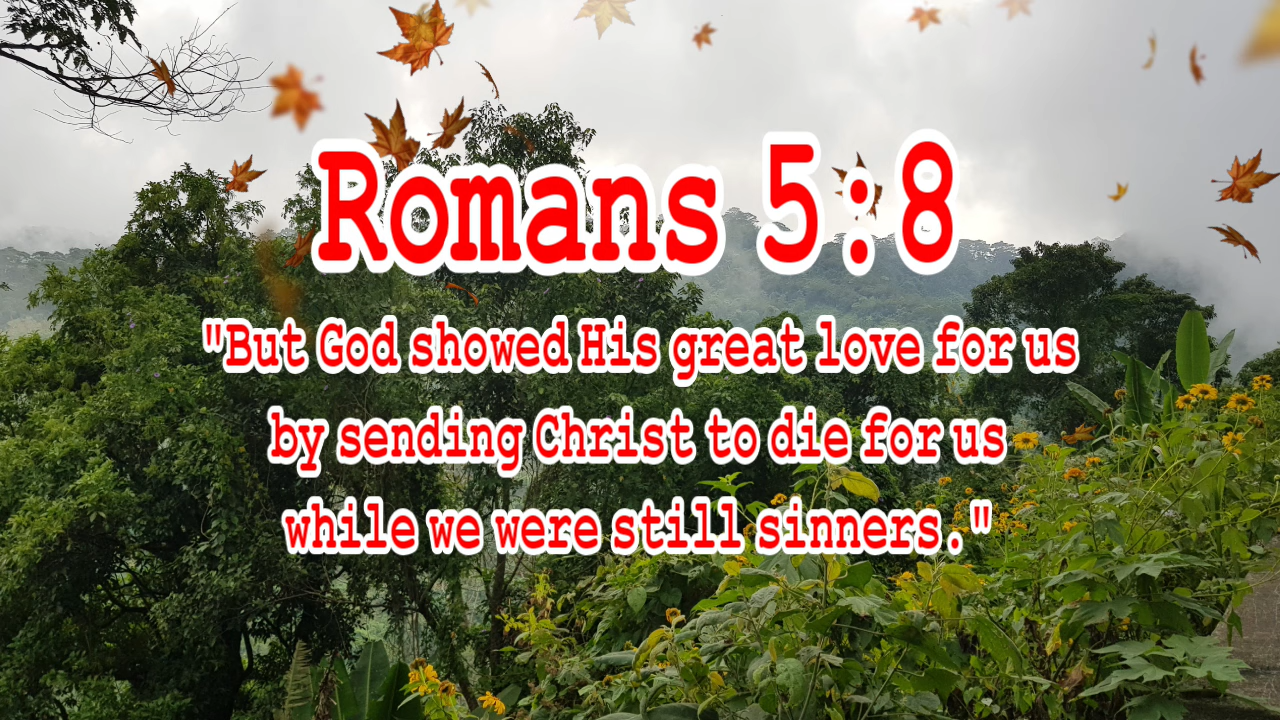 Romans 5:8
"But God showed His great love for us
by sending Christ to die for us
while we were still sinners."